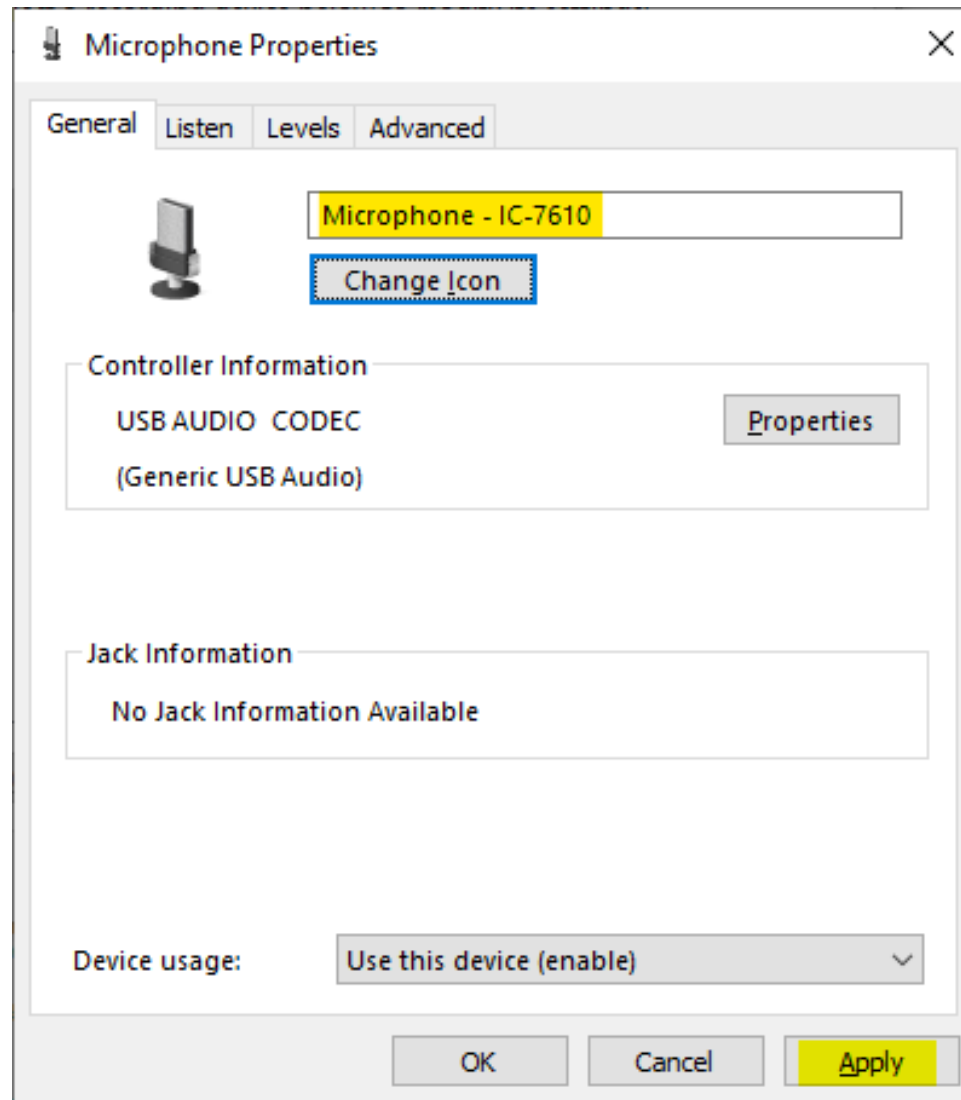 Microphone Properties
General Listen Levels Advanced
Microphone - IC-7610
Change Icon
Controller Information
USB AUDIO  CODEC
Properties
(Generic USB Audio)
Jack Information
No Jack Information Available
Device usage: Use this device (enable)
OK Cancel Apply